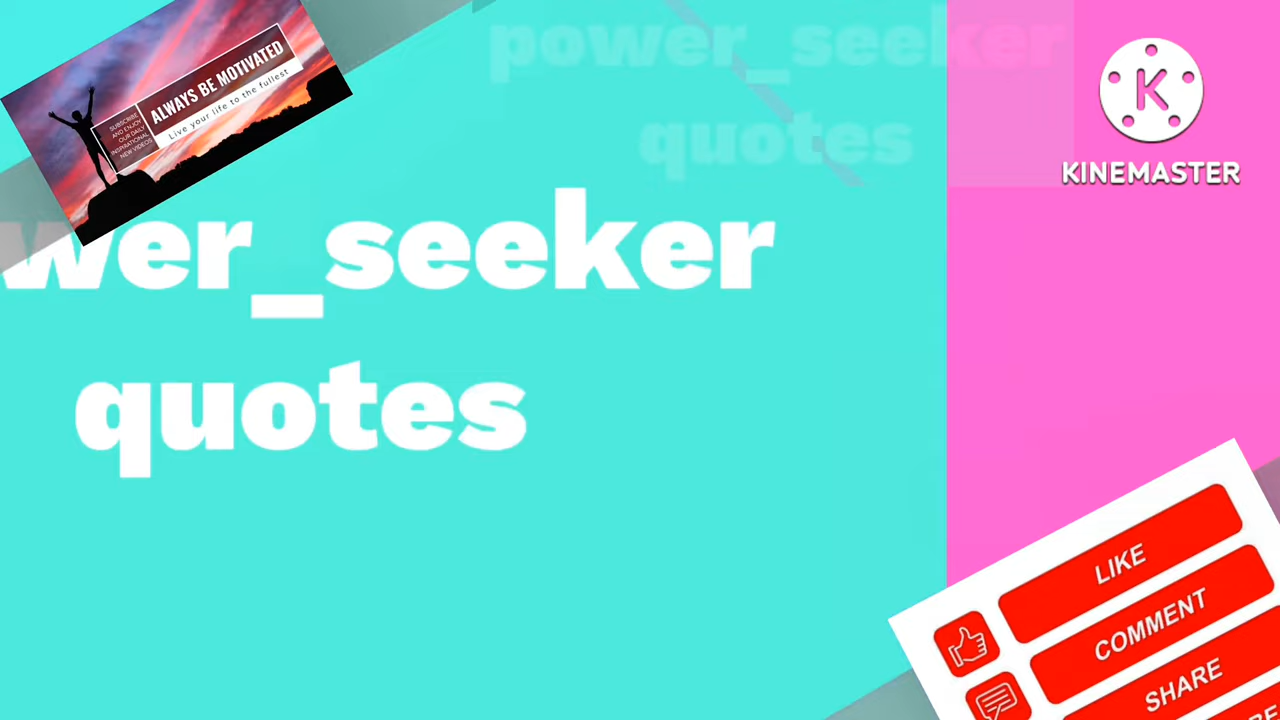 power_seeker
quotes
ALWAYS BE MOTIVATED
Live your life to the fullest
SUBSCRIBE
AND ENJOY
OUR DAILY
INSPIRATIONAL
NEW VIDEOS
K
KINEMASTER
wer_seeker
quotes
LIKE
COMMENT
SHARE